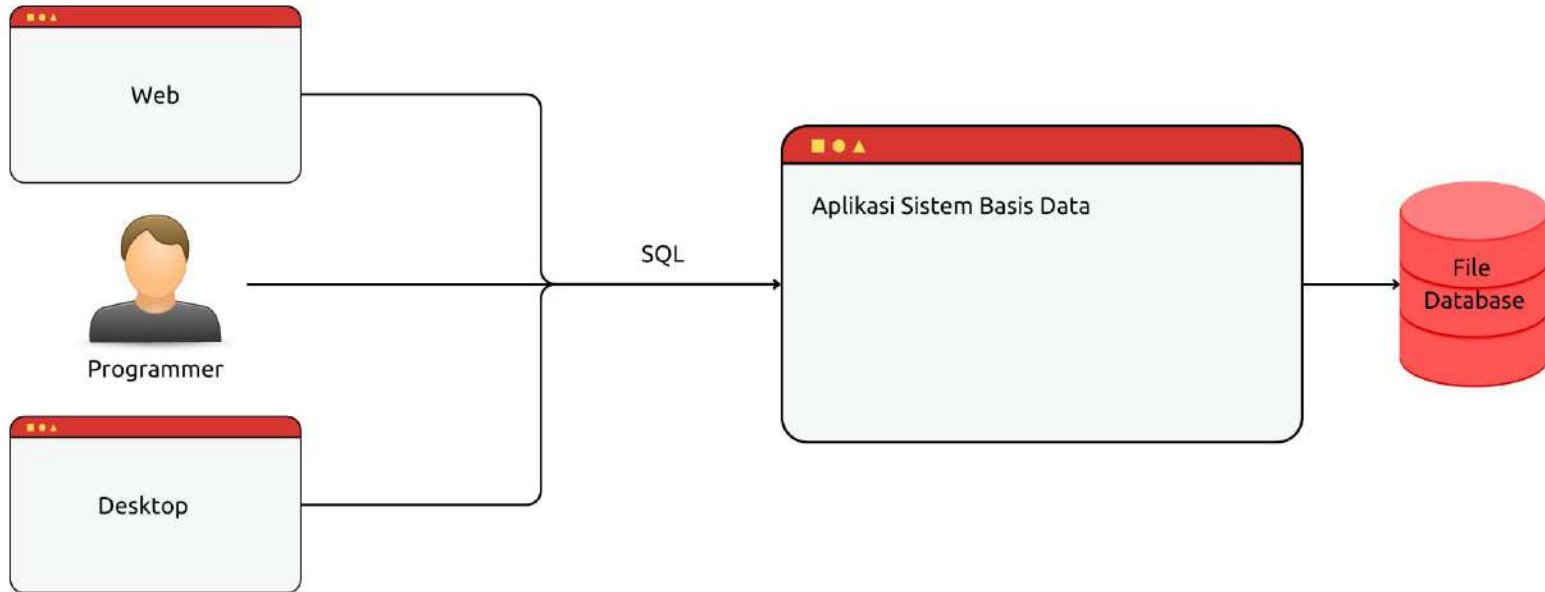 Web
Programmer
Desktop
SQL
Aplikasi Sistem Basis Data
File
Database